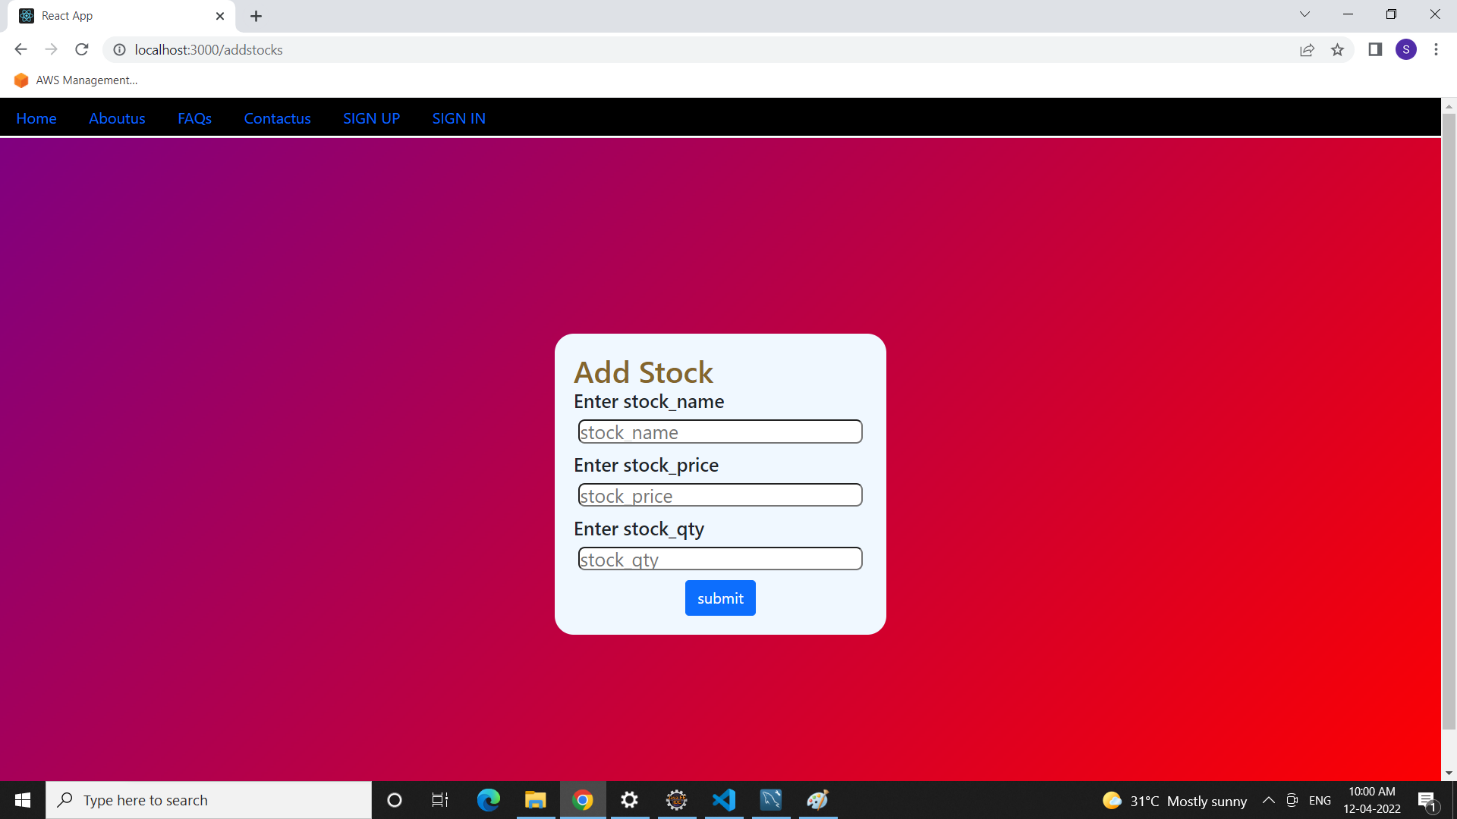 React App
localhost:3000/addstocks
S
AWS Management...
Home Aboutus FAQs Contactus SIGN UP SIGN IN
Add Stock
Enter stock_name
stock_name
Enter stock_price
stock_price
Enter stock_qty
stock_qty
submit
Type here to search
31°C Mostly sunny
ENG
10:00 AM
12-04-2022
1